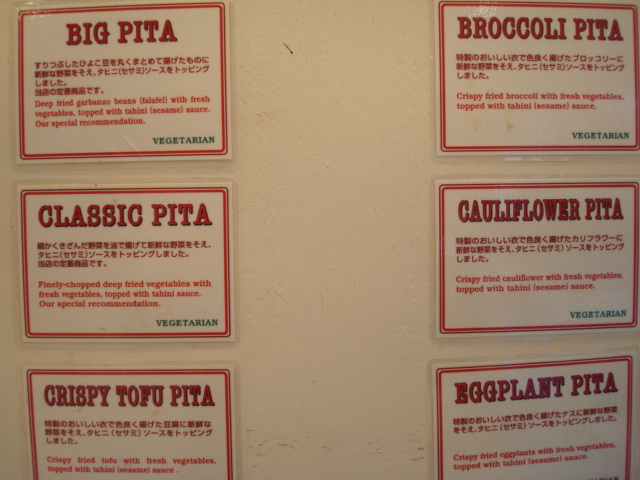 BIG PITA
すりつぶしたひよこ豆を丸くまとめて揚げたものに
新鮮な野菜をそえ、タヒニ(セサミ)ソースをトッピング
しました。
当店の定番商品です。
Deep fried garbanzo beans (falafel) with fresh
vegetables, topped with tahini (sesame) sauce.
Our special recommendation.
VEGETARIAN
CLASSIC PITA
細かくきざんだ野菜を油で揚げて新鮮な野菜をそえ、
タヒニ(セサミ)ソースをトッピングしました。
当店の定番商品です。
Finely-chopped deep fried vegetables with
fresh vegetables, topped with tahini sauce.
Our special recommendation.
VEGETARIAN
CRISPY TOFU PITA
特製のおいしい衣で色良く揚げた豆腐に新鮮な
野菜をそえ、タヒニ(セサミ)ソースをトッピング
しました。
Crispy fried tofu with fresh vegetables,
topped with tahini (sesame) sauce .
BROCCOLI PITA
特製のおいしい衣で色良く揚げたブロッコリーに
新鮮な野菜をそえ、タヒニ(セサミ)ソースをトッピング
しました。
Crispy fried broccoli with fresh vegetables,
topped with tahini (sesame) sauce.
VEGETARIAN
CAULIFLOWER PITA
特製のおいしい衣で色良く揚げたカリフラワーに
新鮮な野菜をそえ、タヒニ(セサミ)ソースをトッピング
しました。
Crispy fried cauliflower with fresh vegetables,
topped with tahini (sesame) sauce.
VEGETARIAN
EGGPLANT PITA
特製のおいしい衣で色良く揚げたナスに新鮮な
野菜をそえ、タヒニ(セサミ)ソースをトッピング
しました。
Crispy fried eggplants with fresh vegetables,
topped with tahini (sesame) sauce.